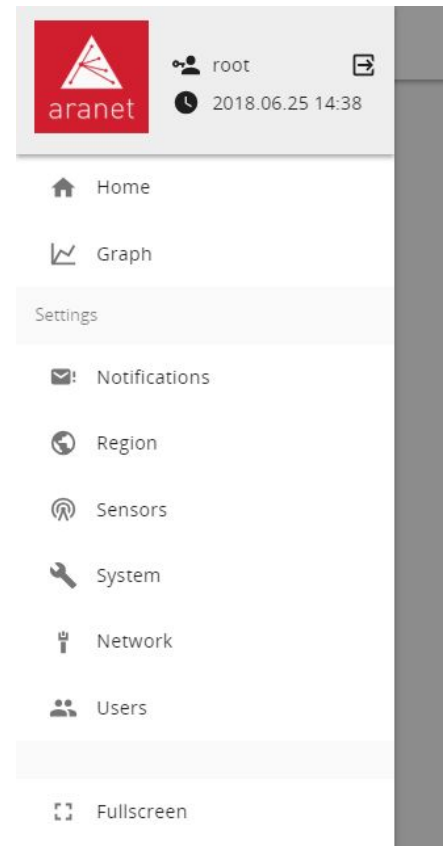 aranet
root
2018.06.25 14:38
Home
Graph
Settings
Notifications
Region
Sensors
System
Network
Users
Fullscreen